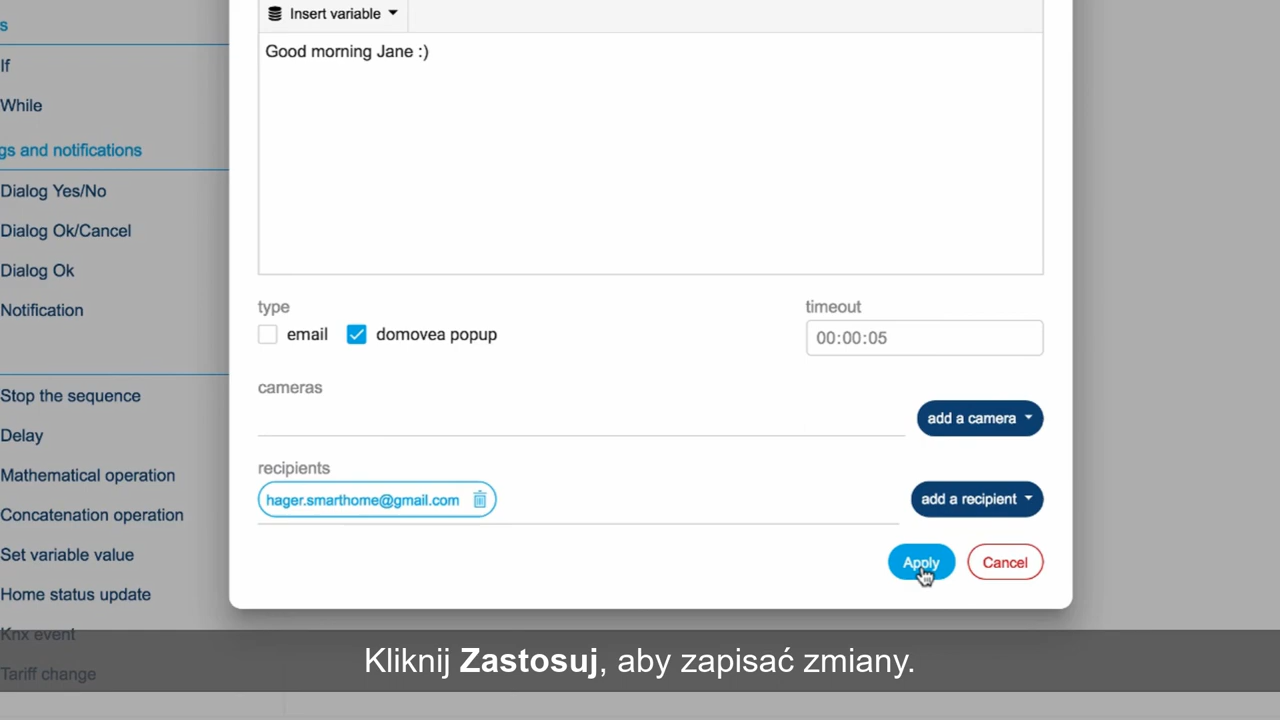 s
If
While
gs and notifications
Dialog Yes/No
Dialog Ok/Cancel
Dialog Ok
Notification
Stop the sequence
Delay
Mathematical operation
Concatenation operation
Set variable value
Home status update
Knx event
Tariff change
Insert variable
Good morning Jane :)
type
email domovea popup
timeout
00:00:05
cameras
add a camera
recipients
hager.smarthome@gmail.com
add a recipient
Apply Cancel
Kliknij Zastosuj, aby zapisać zmiany.